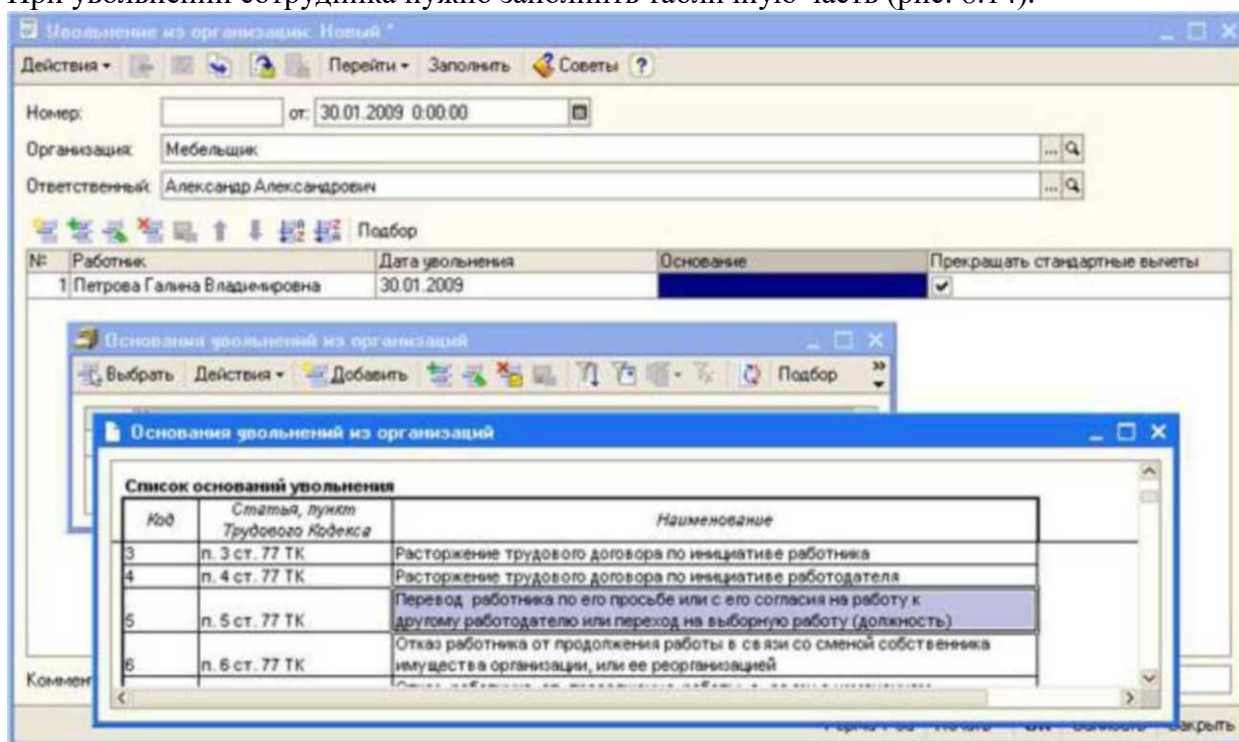 При увольнении сотрудника нужно заполнить табличную часть (рис. 8.14).
Увольнение из организации: Новый *
Действия Перейти Заполнить Советы ?
Номер: от: 30.01.2009 0:00:00
Организация: Мебельщик ...
Ответственный: Александр Александрович ...
Подбор
№ Работник Дата увольнения Основание Прекращать стандартные вычеты
1 Петрова Галина Владимировна 30.01.2009
Основания увольнений из организаций
Выбрать Действия Добавить Подбор »
Основания увольнений из организаций
Список оснований увольнения
Код Статья, пункт Трудового Кодекса Наименование
3 п. 3 ст. 77 ТК Расторжение трудового договора по инициативе работника
4 п. 4 ст. 77 ТК Расторжение трудового договора по инициативе работодателя
Перевод работника по его просьбе или с его согласия на работу к
5 п. 5 ст. 77 ТК другому работодателю или переход на выборную работу (должность)
Отказ работника от продолжения работы в связи со сменой собственника
6 п. 6 ст. 77 ТК имущества организации, или ее реорганизацией
Коммент
Закрыть